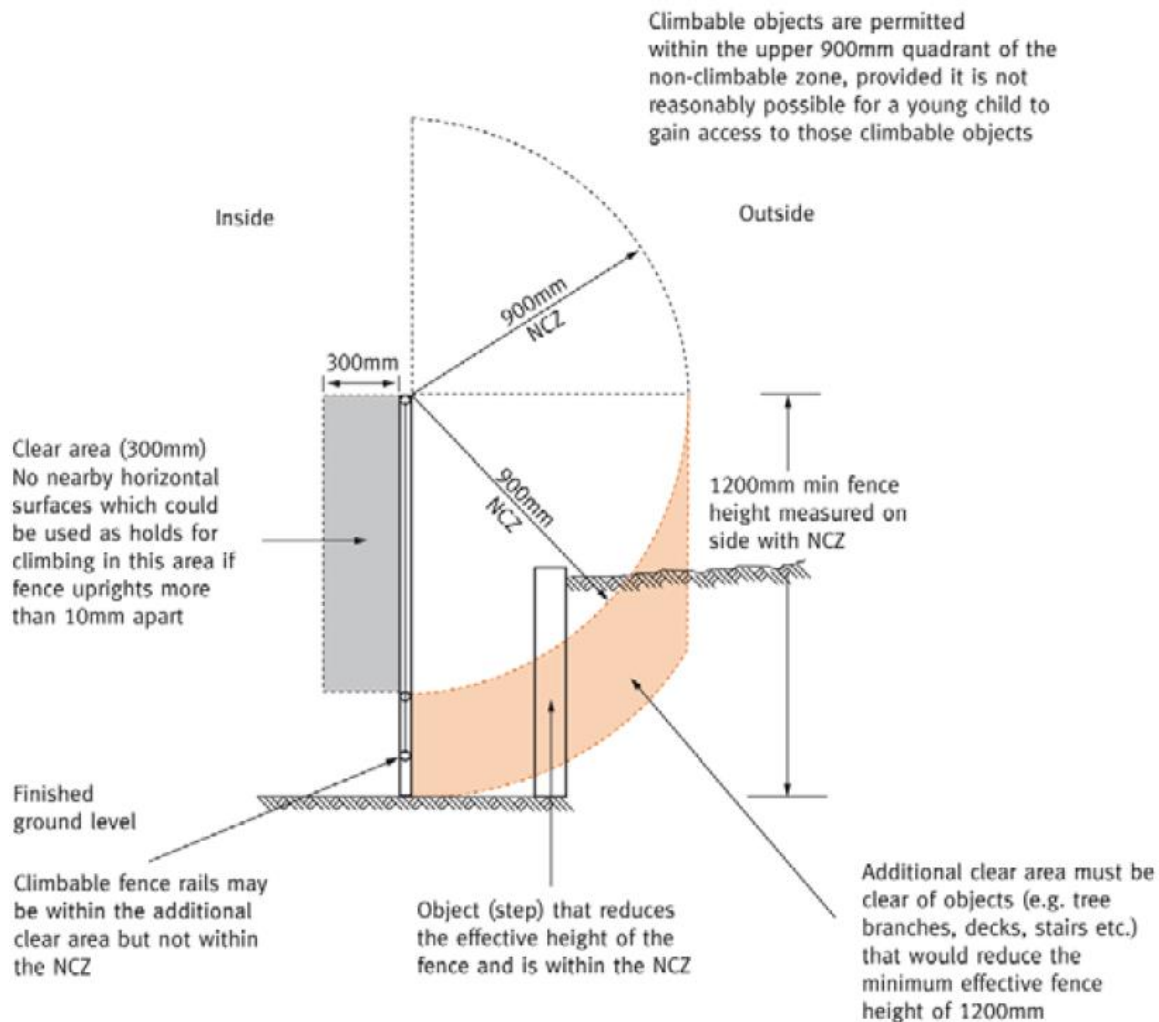 Climbable objects are permitted
within the upper 900mm quadrant of the
non-climbable zone, provided it is not
reasonably possible for a young child to
gain access to those climbable objects
Inside
Outside
900mm
NCZ
300mm
Clear area (300mm)
No nearby horizontal
surfaces which could
be used as holds for
climbing in this area if
fence uprights more
than 10mm apart
900mm
NCZ
1200mm min fence
height measured on
side with NCZ
Finished
ground level
Climbable fence rails may
be within the additional
clear area but not within
the NCZ
Object (step) that reduces
the effective height of the
fence and is within the NCZ
Additional clear area must be
clear of objects (e.g. tree
branches, decks, stairs etc.)
that would reduce the
minimum effective fence
height of 1200mm